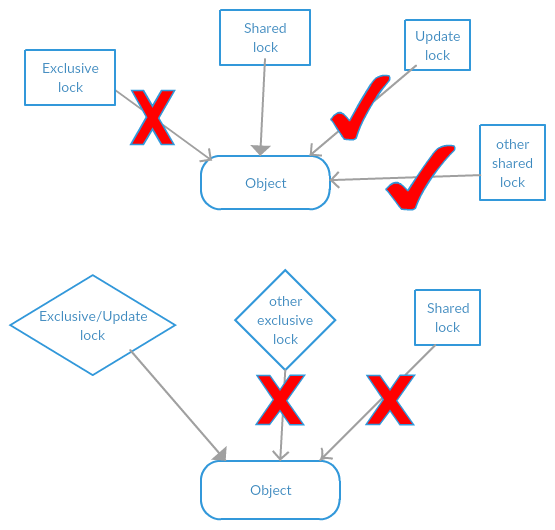 Shared
lock
Update
lock
Exclusive
lock
other
shared
lock
Object
Exclusive/Update
lock
other
exclusive
lock
Shared
lock
Object